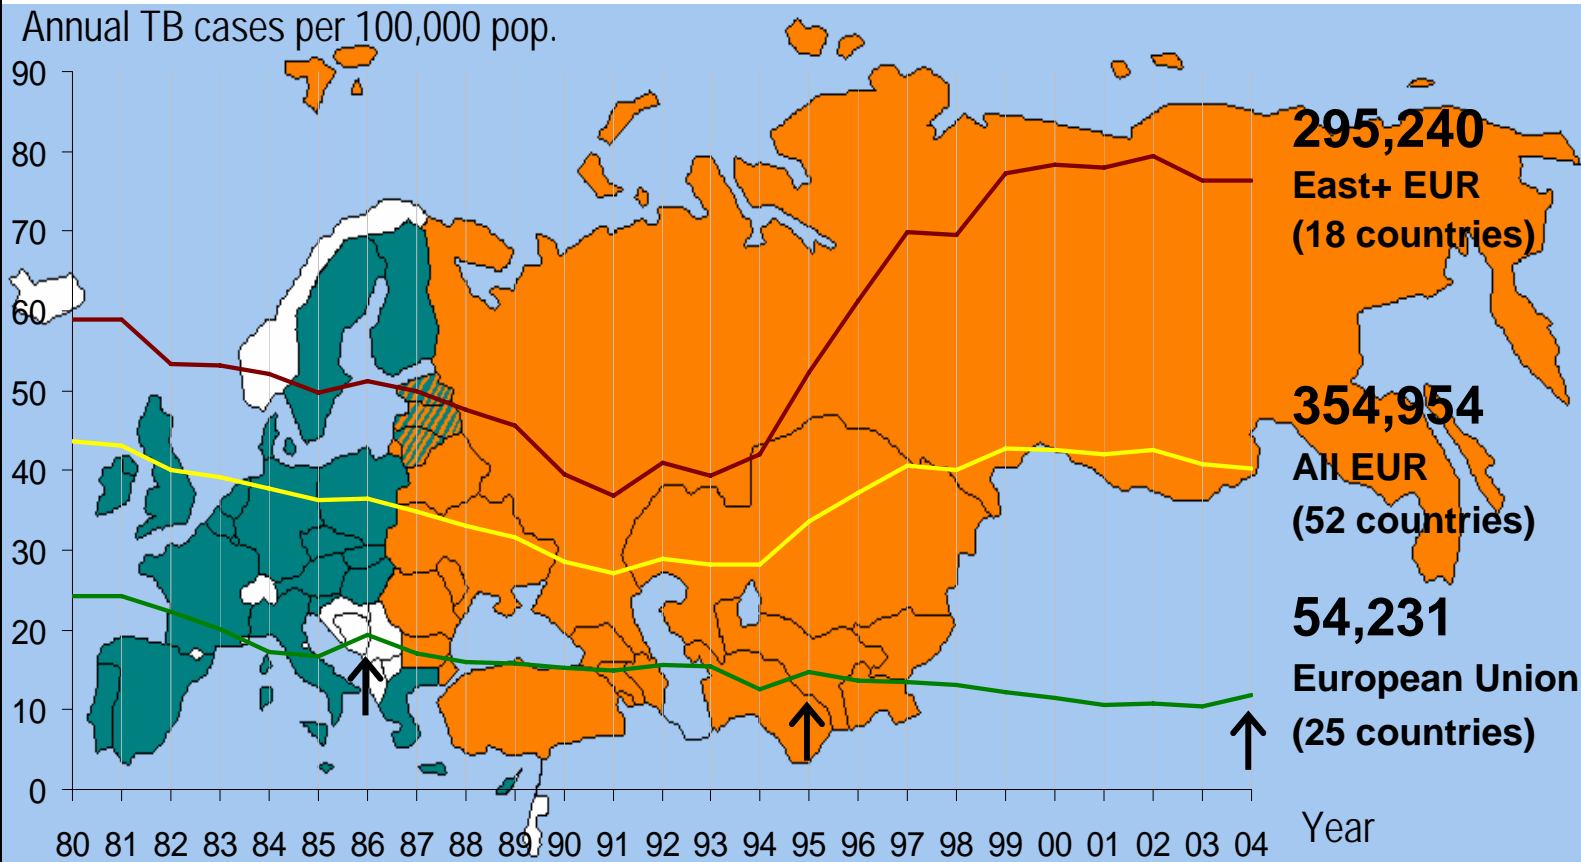 Annual TB cases per 100,000 pop.
90
80
70
60
50
40
30
20
10
0
295,240
East+ EUR
(18 countries)
354,954
All EUR
(52 countries)
54,231
European Union
(25 countries)
80 81 82 83 84 85 86 87 88 89 90 91 92 93 94 95 96 97 98 99 00 01 02 03 04
Year